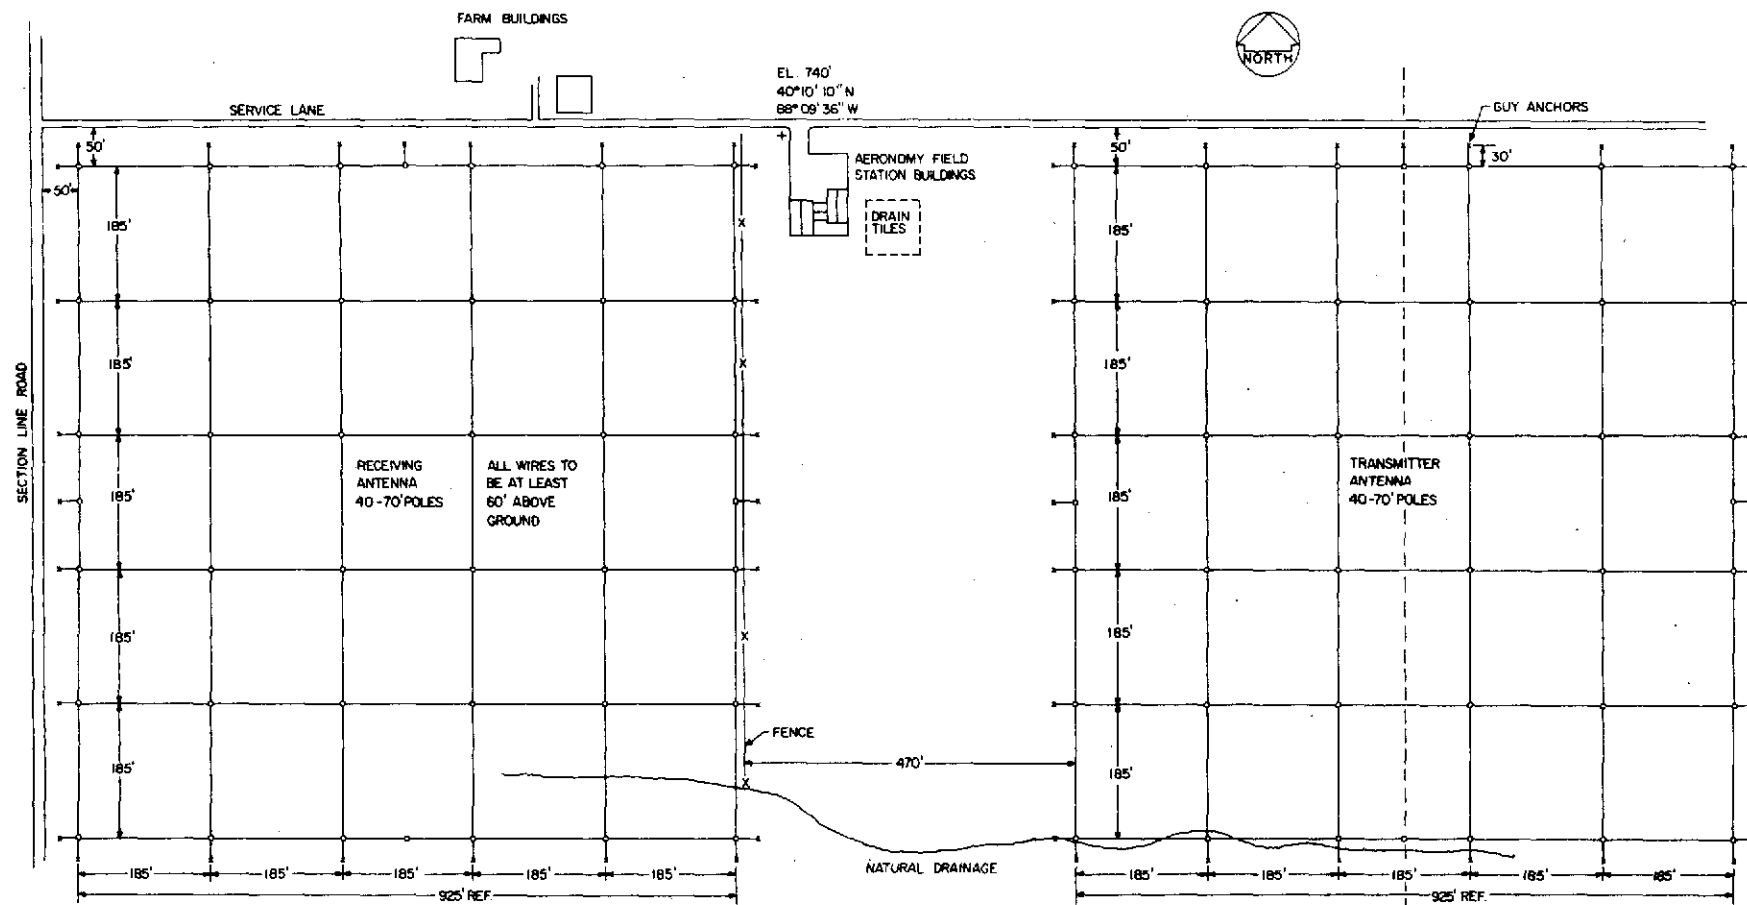 FARM BUILDINGS
NORTH
EL. 740'
40°10' 10" N
88° 09' 36" W
SERVICE LANE
GUY ANCHORS
50'
50'
30'
AERONOMY FIELD
STATION BUILDINGS
50'
185'
DRAIN
TILES
185'
185'
185'
SECTION LINE ROAD
RECEIVING
ANTENNA
40-70' POLES
ALL WIRES TO
BE AT LEAST
60' ABOVE
GROUND
TRANSMITTER
ANTENNA
40-70' POLES
185'
185'
185'
185'
FENCE
470'
185'
185'
NATURAL DRAINAGE
185'
185'
185'
185'
185'
185'
185'
185'
185'
185'
925' REF.
925' REF.